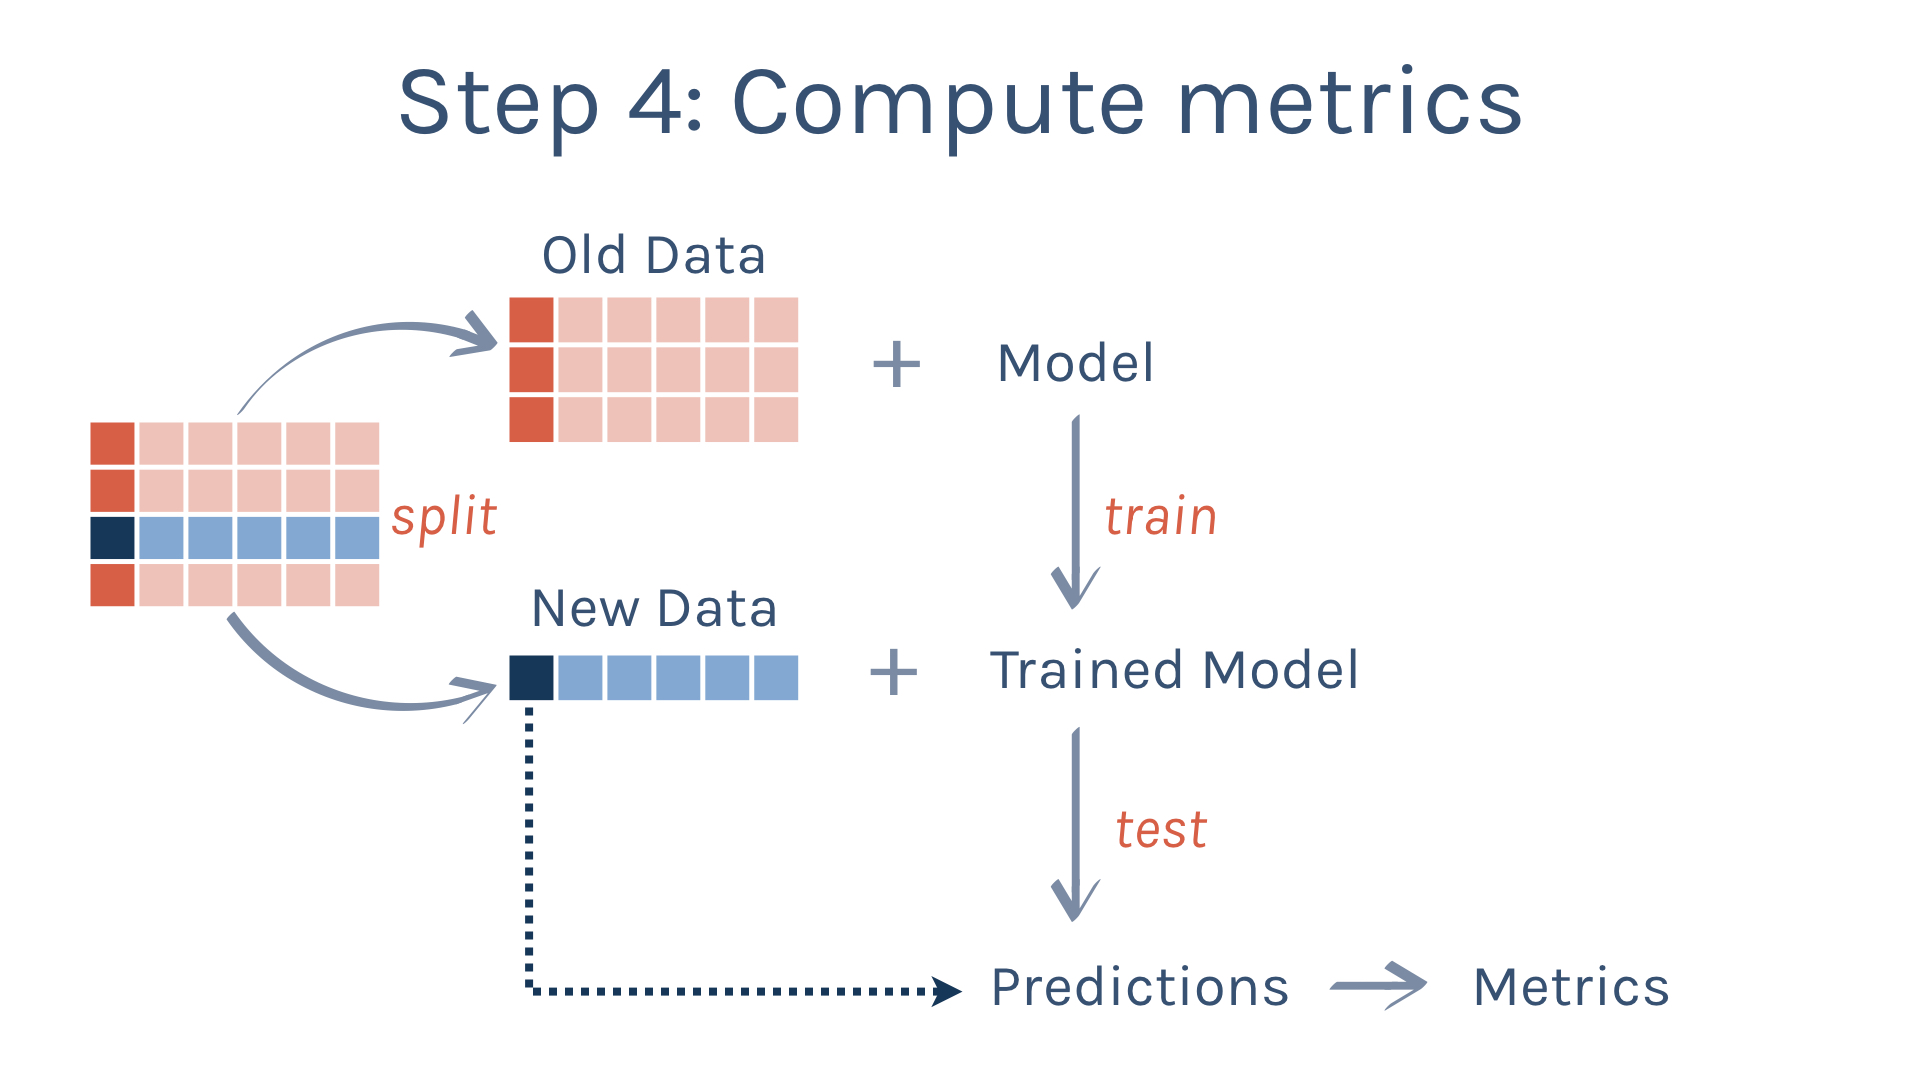 Step 4: Compute metrics
Old Data
+
Model
split
train
New Data
+
Trained Model
test
Predictions
Metrics